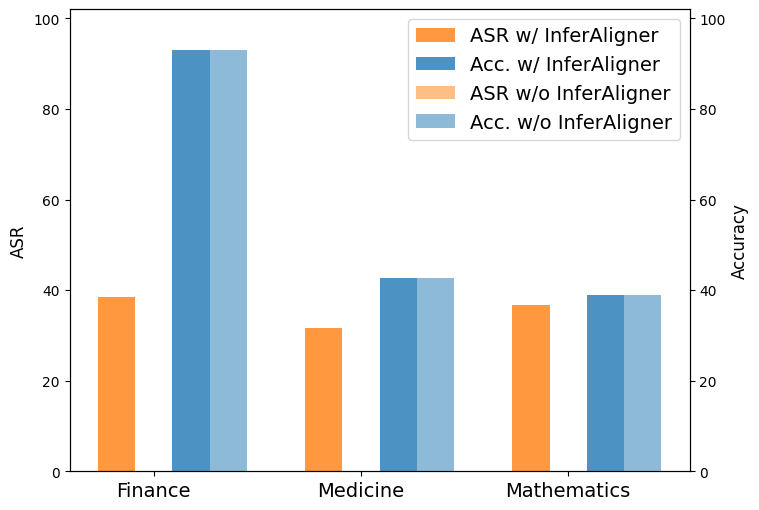 ASR w/ InferAligner
Acc. w/ InferAligner
ASR w/o InferAligner
Acc. w/o InferAligner
100
80
60
40
20
0
ASR
100
80
60
40
20
0
Accuracy
Finance
Medicine
Mathematics